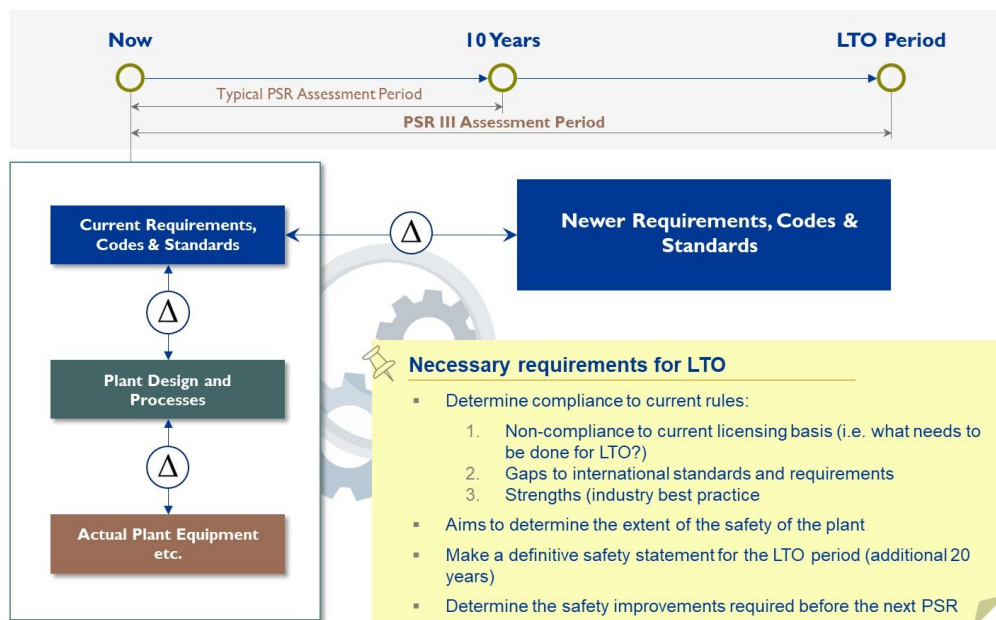 Now
10 Years
LTO Period
Typical PSR Assessment Period
PSR III Assessment Period
Current Requirements,
Codes & Standards
Δ
Newer Requirements, Codes &
Standards
Δ
Plant Design and
Processes
Δ
Actual Plant Equipment
etc.
Necessary requirements for LTO
▪ Determine compliance to current rules:
1. Non-compliance to current licensing basis (i.e. what needs to
be done for LTO?)
2. Gaps to international standards and requirements
3. Strengths (industry best practice
▪ Aims to determine the extent of the safety of the plant
▪ Make a definitive safety statement for the LTO period (additional 20
years)
▪ Determine the safety improvements required before the next PSR